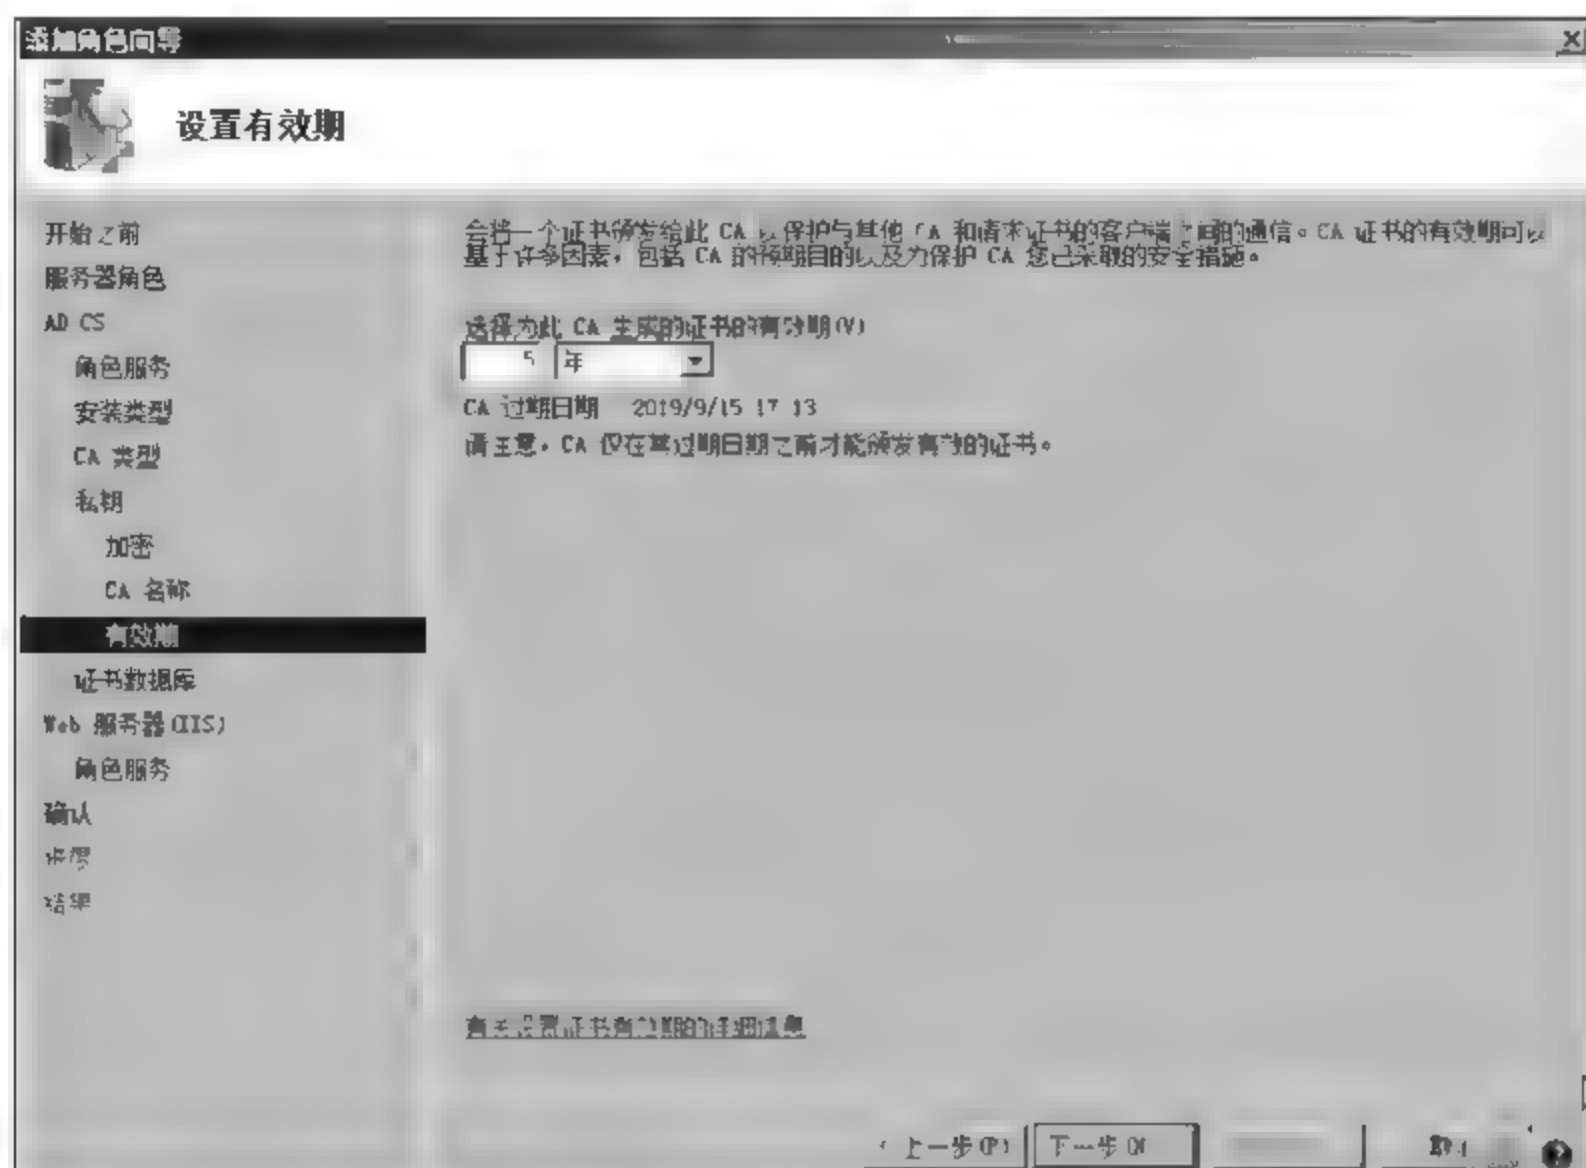 添加角色向导
设置有效期
开始之前
服务器角色
AD CS
角色服务
安装类型
CA 类型
私钥
加密
CA 名称
有效期
证书数据库
Web 服务器(IIS)
角色服务
确认
进度
结果
会将一个证书颁发给此 CA 以保护与其他 CA 和请求证书的客户端之间的通信。CA 证书的有效期可以
基于许多因素，包括 CA 的预期目的以及为保护 CA 您已采取的安全措施。
选择为此 CA 生成的证书的有效期(V)
5 年
CA 过期日期 2019/9/15 17 13
请注意，CA 仅在其过期日期之前才能颁发有效的证书。
有关设置证书有效期的详细信息
上一步(P) 下一步(N)